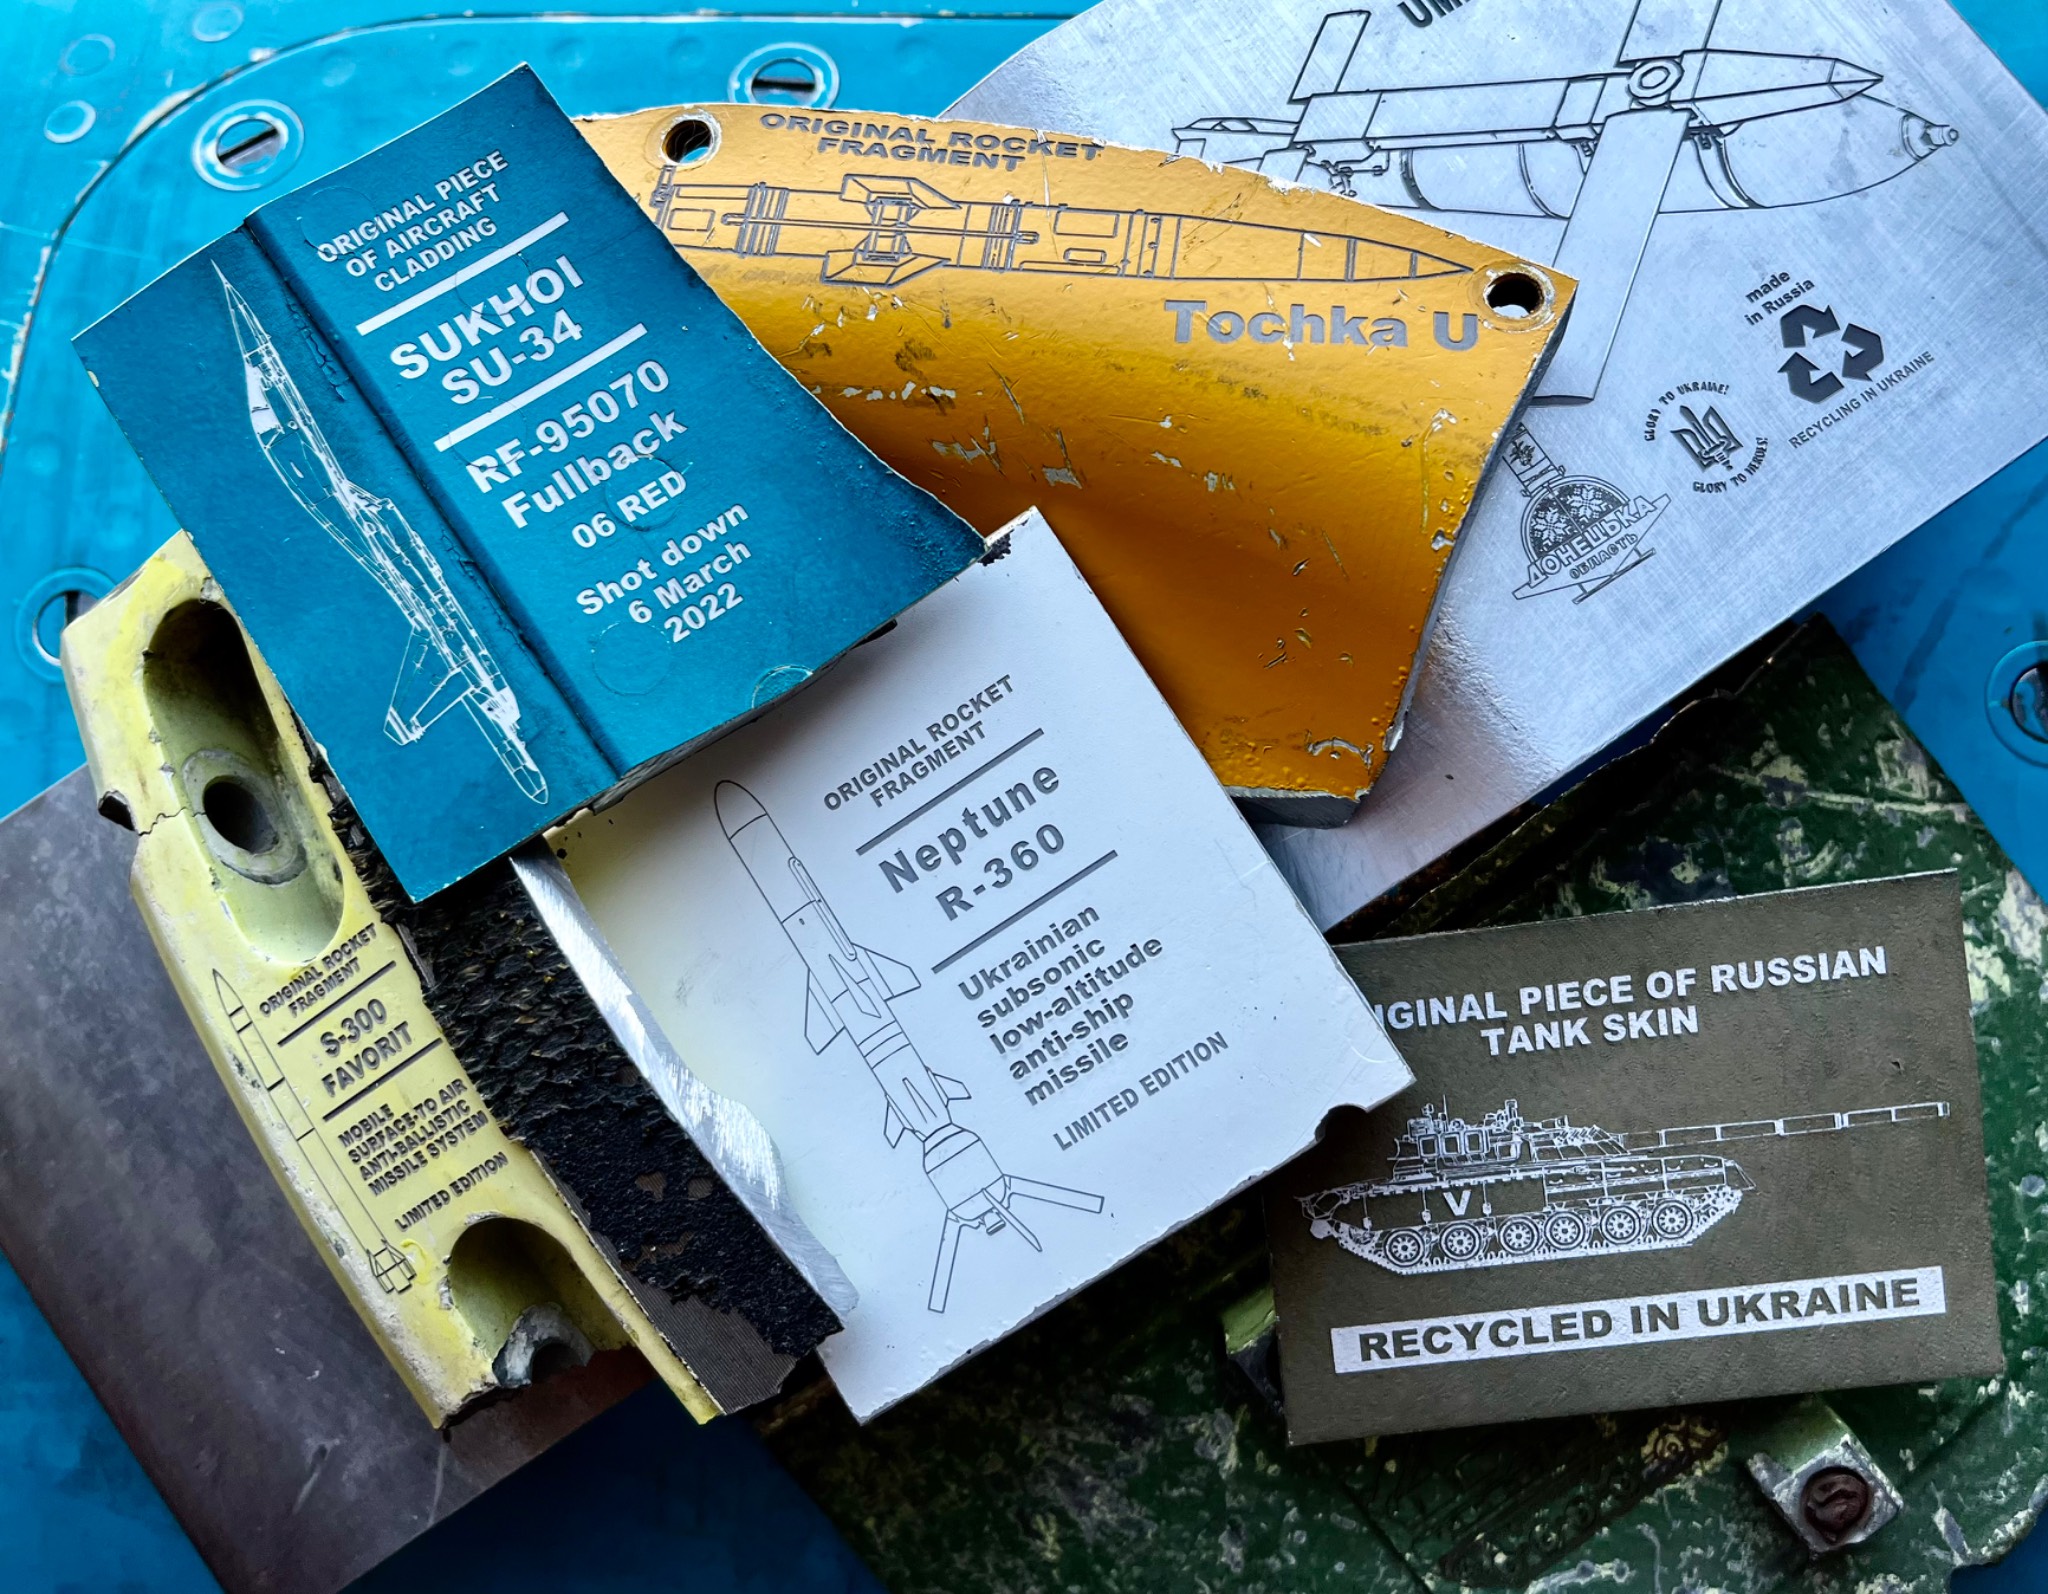 ORIGINAL PIECE
OF AIRCRAFT
CLADDING
SUKHOI
SU-34
RF-95070
Fullback
06 RED
Shot down
6 March
2022
ORIGINAL ROCKET
FRAGMENT
Tochka U
made
in Russia
RECYCLING IN UKRAINE
GLORY TO UKRAINE!
GLORY TO HEROES!
ДОНЕЦЬКА
ОБЛАСТЬ
ORIGINAL ROCKET
FRAGMENT
S-300
FAVORIT
MOBILE
SURFACE-TO AIR
ANTI-BALLISTIC
MISSILE SYSTEM
LIMITED EDITION
ORIGINAL ROCKET
FRAGMENT
Neptune
R-360
Ukrainian
subsonic
low-altitude
anti-ship
missile
LIMITED EDITION
IGINAL PIECE OF RUSSIAN
TANK SKIN
V
RECYCLED IN UKRAINE